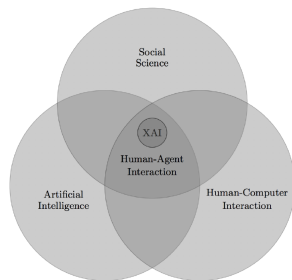 Social
Science
XAI
Human-Agent
Interaction
Artificial
Intelligence
Human-Computer
Interaction